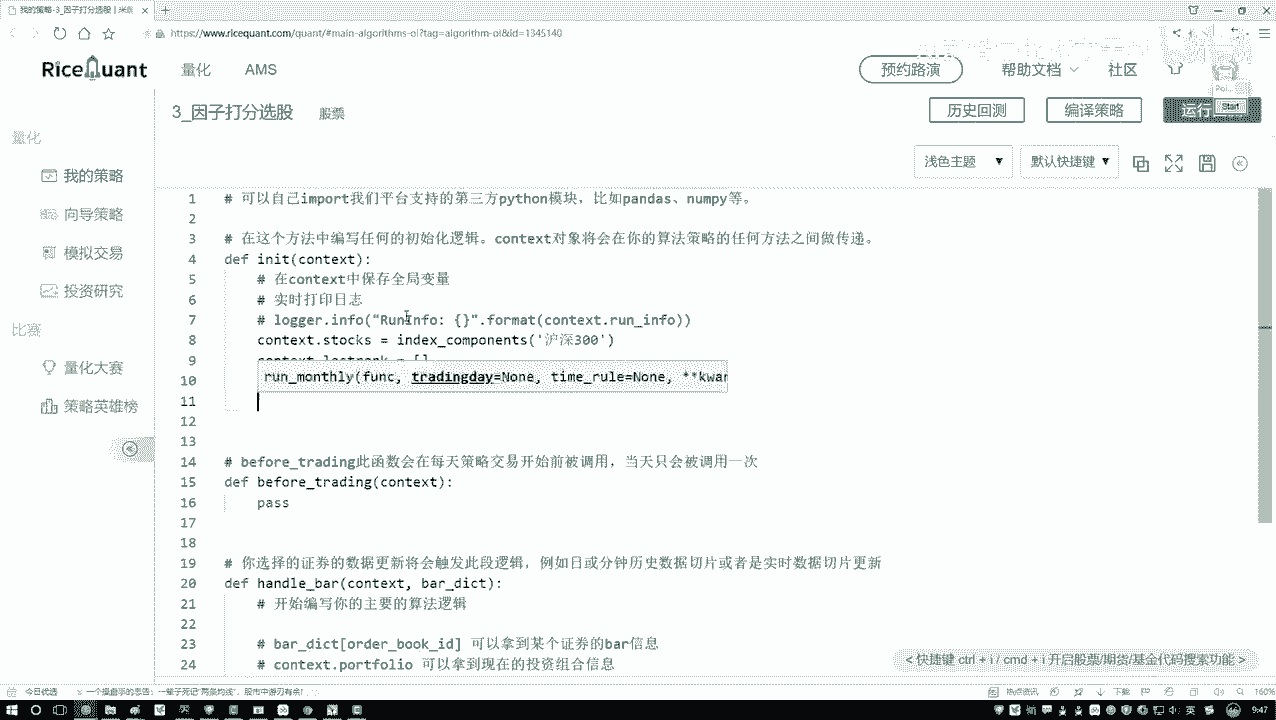 我的策略-3_因子打分选股 | 米筐
https://www.ricequant.com/quant/#main-algorithms-ol?tag=algorithm-ol&id=1345140
RiceQuant 量化 AMS 预约路演 帮助文档 社区
3_因子打分选股 股票 历史回测 编译策略 运行 Start
量化
我的策略
向导策略
模拟交易
投资研究
比赛
量化大赛
策略英雄榜
浅色主题 默认快捷键
1 # 可以自己import我们平台支持的第三方python模块，比如pandas、numpy等。
2
3 # 在这个方法中编写任何的初始化逻辑。context对象将会在你的算法策略的任何方法之间做传递。
4 def init(context):
5 # 在context中保存全局变量
6 # 实时打印日志
7 # logger.info("RunInfo: {}".format(context.run_info))
8 context.stocks = index_components('沪深300')
9 context.lastrank = []
10 run_monthly(func, tradingday=None, time_rule=None, **kwar
11
12
13
14 # before_trading此函数会在每天策略交易开始前被调用，当天只会被调用一次
15 def before_trading(context):
16 pass
17
18
19 # 你选择的证券的数据更新将会触发此段逻辑，例如日或分钟历史数据切片或者是实时数据切片更新
20 def handle_bar(context, bar_dict):
21 # 开始编写你的主要的算法逻辑
22
23 # bar_dict[order_book_id] 可以拿到某个证券的bar信息
24 # context.portfolio 可以拿到现在的投资组合信息
< 快捷键 ctrl + i / cmd + i 开启股票/期货/基金代码搜索功能 >
今日优选 一个操盘手的忠告：一辈子死记"两条均线"，股市中游刃有余！ 热点资讯 下载 160%
英 9:47